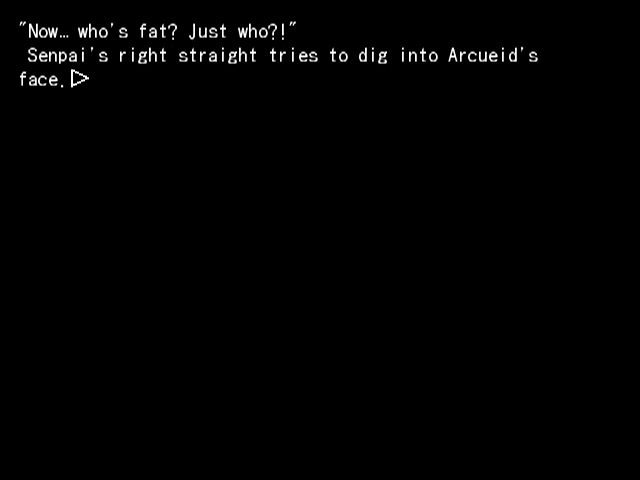 "Now… who's fat? Just who?!"
Senpai's right straight tries to dig into Arcueid's
face.